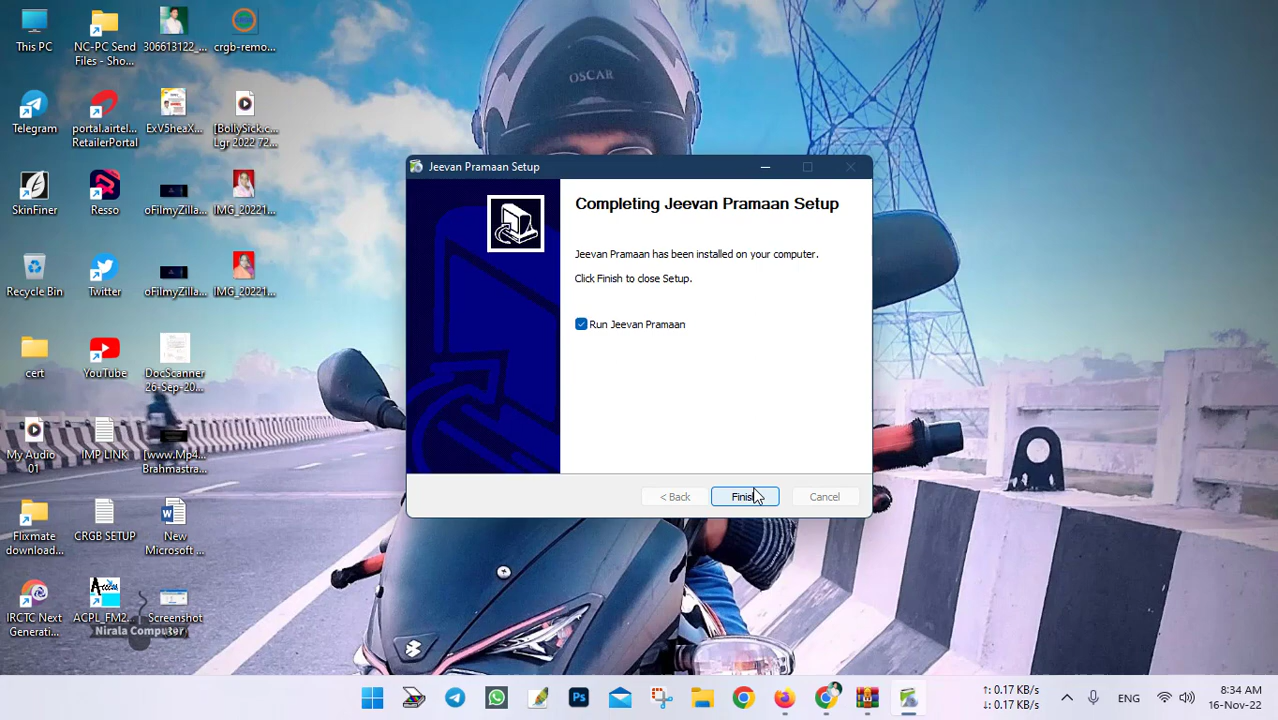 This PC
NC-PC Send
Files - Sho...
306613122_...
crgb-remo...
Telegram
portal.airtel...
RetailerPortal
ExV5heaX...
[BollySick.c...
Lgr 2022 72...
SkinFiner
Resso
oFilmyZilla...
IMG_20221...
Recycle Bin
Twitter
oFilmyZilla...
IMG_20221...
cert
YouTube
DocScanner
26-Sep-20...
My Audio
01
IMP LINK
[www.Mp4...
Brahmastra...
Flixmate
download...
CRGB SETUP
New
Microsoft ...
IRCTC Next
Generati...
ACPL_FM2...
Screenshot
Nirala Computer
OSCAR
Jeevan Pramaan Setup
Completing Jeevan Pramaan Setup
Jeevan Pramaan has been installed on your computer.
Click Finish to close Setup.
Run Jeevan Pramaan
< Back
Finish
Cancel
Ps
↑: 0.17 KB/s
↓: 0.17 KB/s
ENG
8:34 AM
16-Nov-22